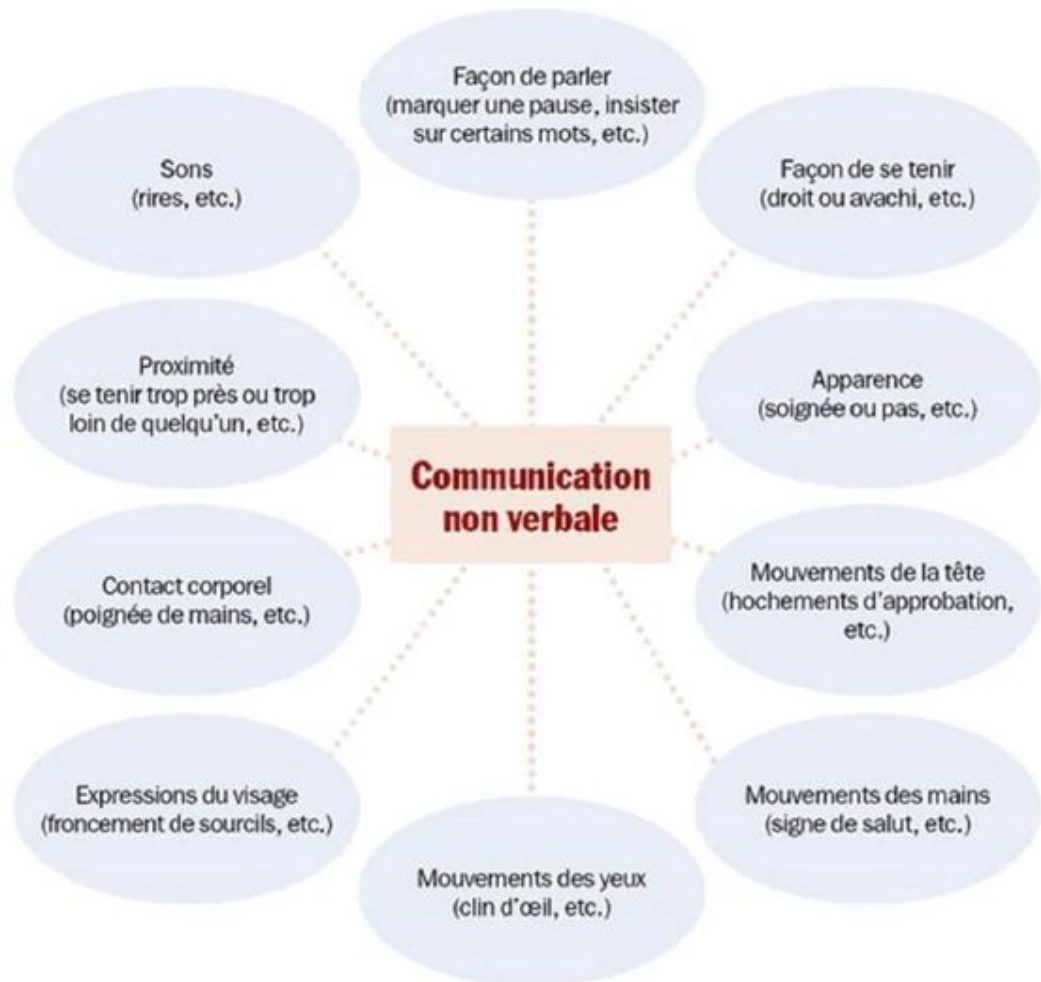 Façon de parler
(marquer une pause, insister
sur certains mots, etc.)
Sons
(rires, etc.)
Façon de se tenir
(droit ou avachi, etc.)
Proximité
(se tenir trop près ou trop
loin de quelqu'un, etc.)
Apparence
(soignée ou pas, etc.)
Communication
non verbale
Contact corporel
(poignée de mains, etc.)
Mouvements de la tête
(hochements d'approbation,
etc.)
Expressions du visage
(froncement de sourcils, etc.)
Mouvements des mains
(signe de salut, etc.)
Mouvements des yeux
(clin d'œil, etc.)